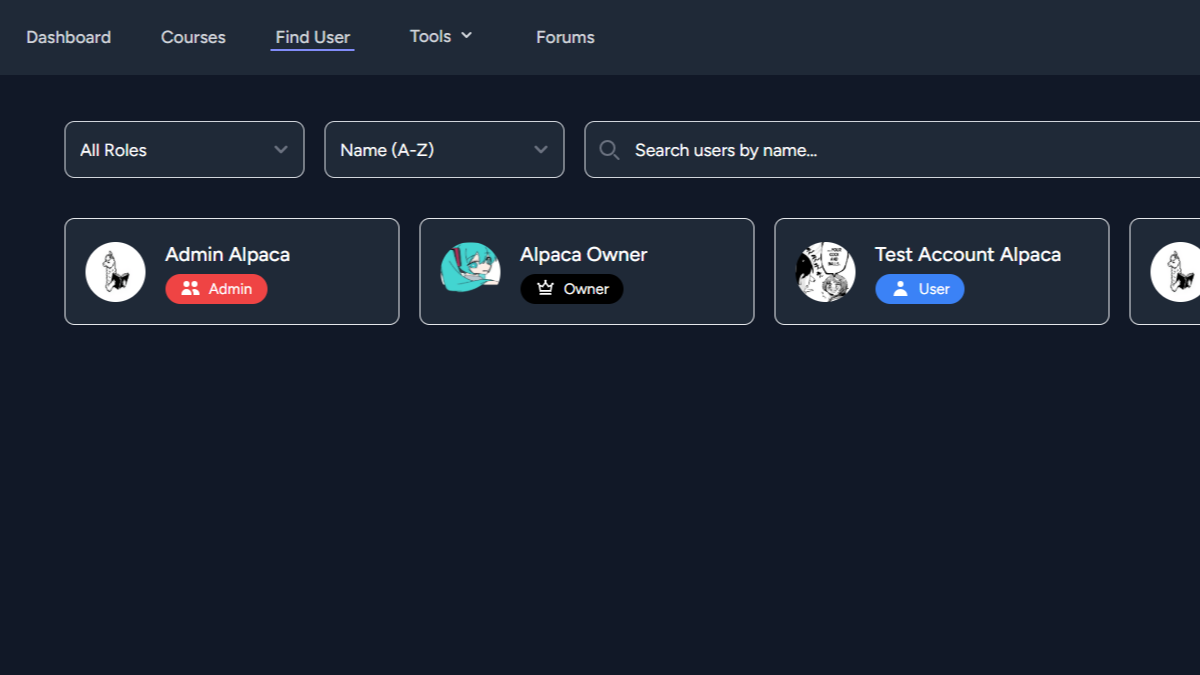 Dashboard Courses Find User Tools Forums
All Roles Name (A-Z) Search users by name...
Admin Alpaca Alpaca Owner Test Account Alpaca
Admin Owner User